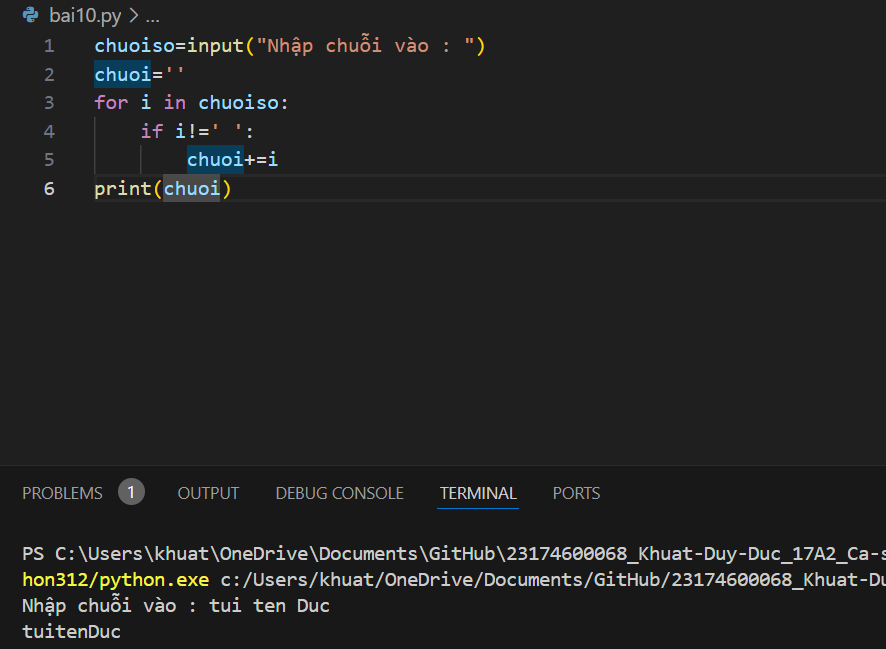 bai10.py > ...
1 chuoiso=input("Nhập chuỗi vào : ")
2 chuoi=''
3 for i in chuoiso:
4 if i!=' ':
5 chuoi+=i
6 print(chuoi)
PROBLEMS 1 OUTPUT DEBUG CONSOLE TERMINAL PORTS
PS C:\Users\khuat\OneDrive\Documents\GitHub\23174600068_Khuat-Duy-Duc_17A2_Ca-s
hon312/python.exe c:/Users/khuat/OneDrive/Documents/GitHub/23174600068_Khuat-Du
Nhập chuỗi vào : tui ten Duc
tuitenDuc